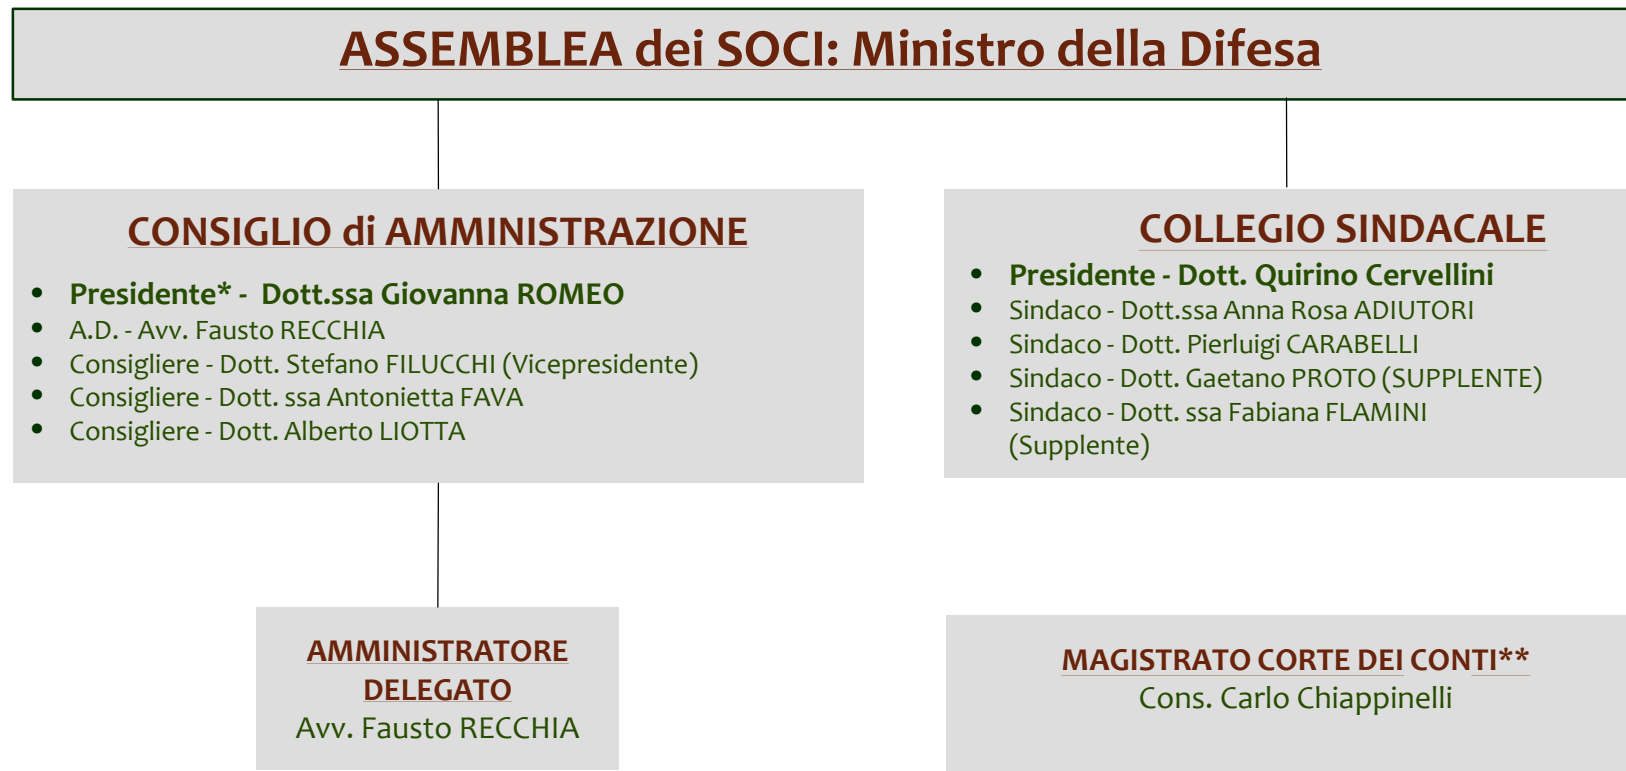 ASSEMBLEA dei SOCI: Ministro della Difesa
CONSIGLIO di AMMINISTRAZIONE
• Presidente* - Dott.ssa Giovanna ROMEO
• A.D. - Avv. Fausto RECCHIA
• Consigliere - Dott. Stefano FILUCCHI (Vicepresidente)
• Consigliere - Dott. ssa Antonietta FAVA
• Consigliere - Dott. Alberto LIOTTA
COLLEGIO SINDACALE
• Presidente - Dott. Quirino Cervellini
• Sindaco - Dott.ssa Anna Rosa ADIUTORI
• Sindaco - Dott. Pierluigi CARABELLI
• Sindaco - Dott. Gaetano PROTO (SUPPLENTE)
• Sindaco - Dott. ssa Fabiana FLAMINI
(Supplente)
AMMINISTRATORE
DELEGATO
Avv. Fausto RECCHIA
MAGISTRATO CORTE DEI CONTI**
Cons. Carlo Chiappinelli